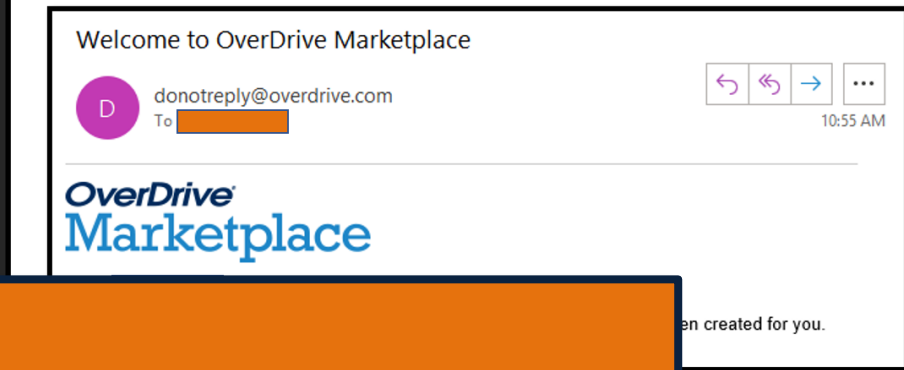 Welcome to OverDrive Marketplace
D
donotreply@overdrive.com
To
10:55 AM
OverDrive®
Marketplace
en created for you.